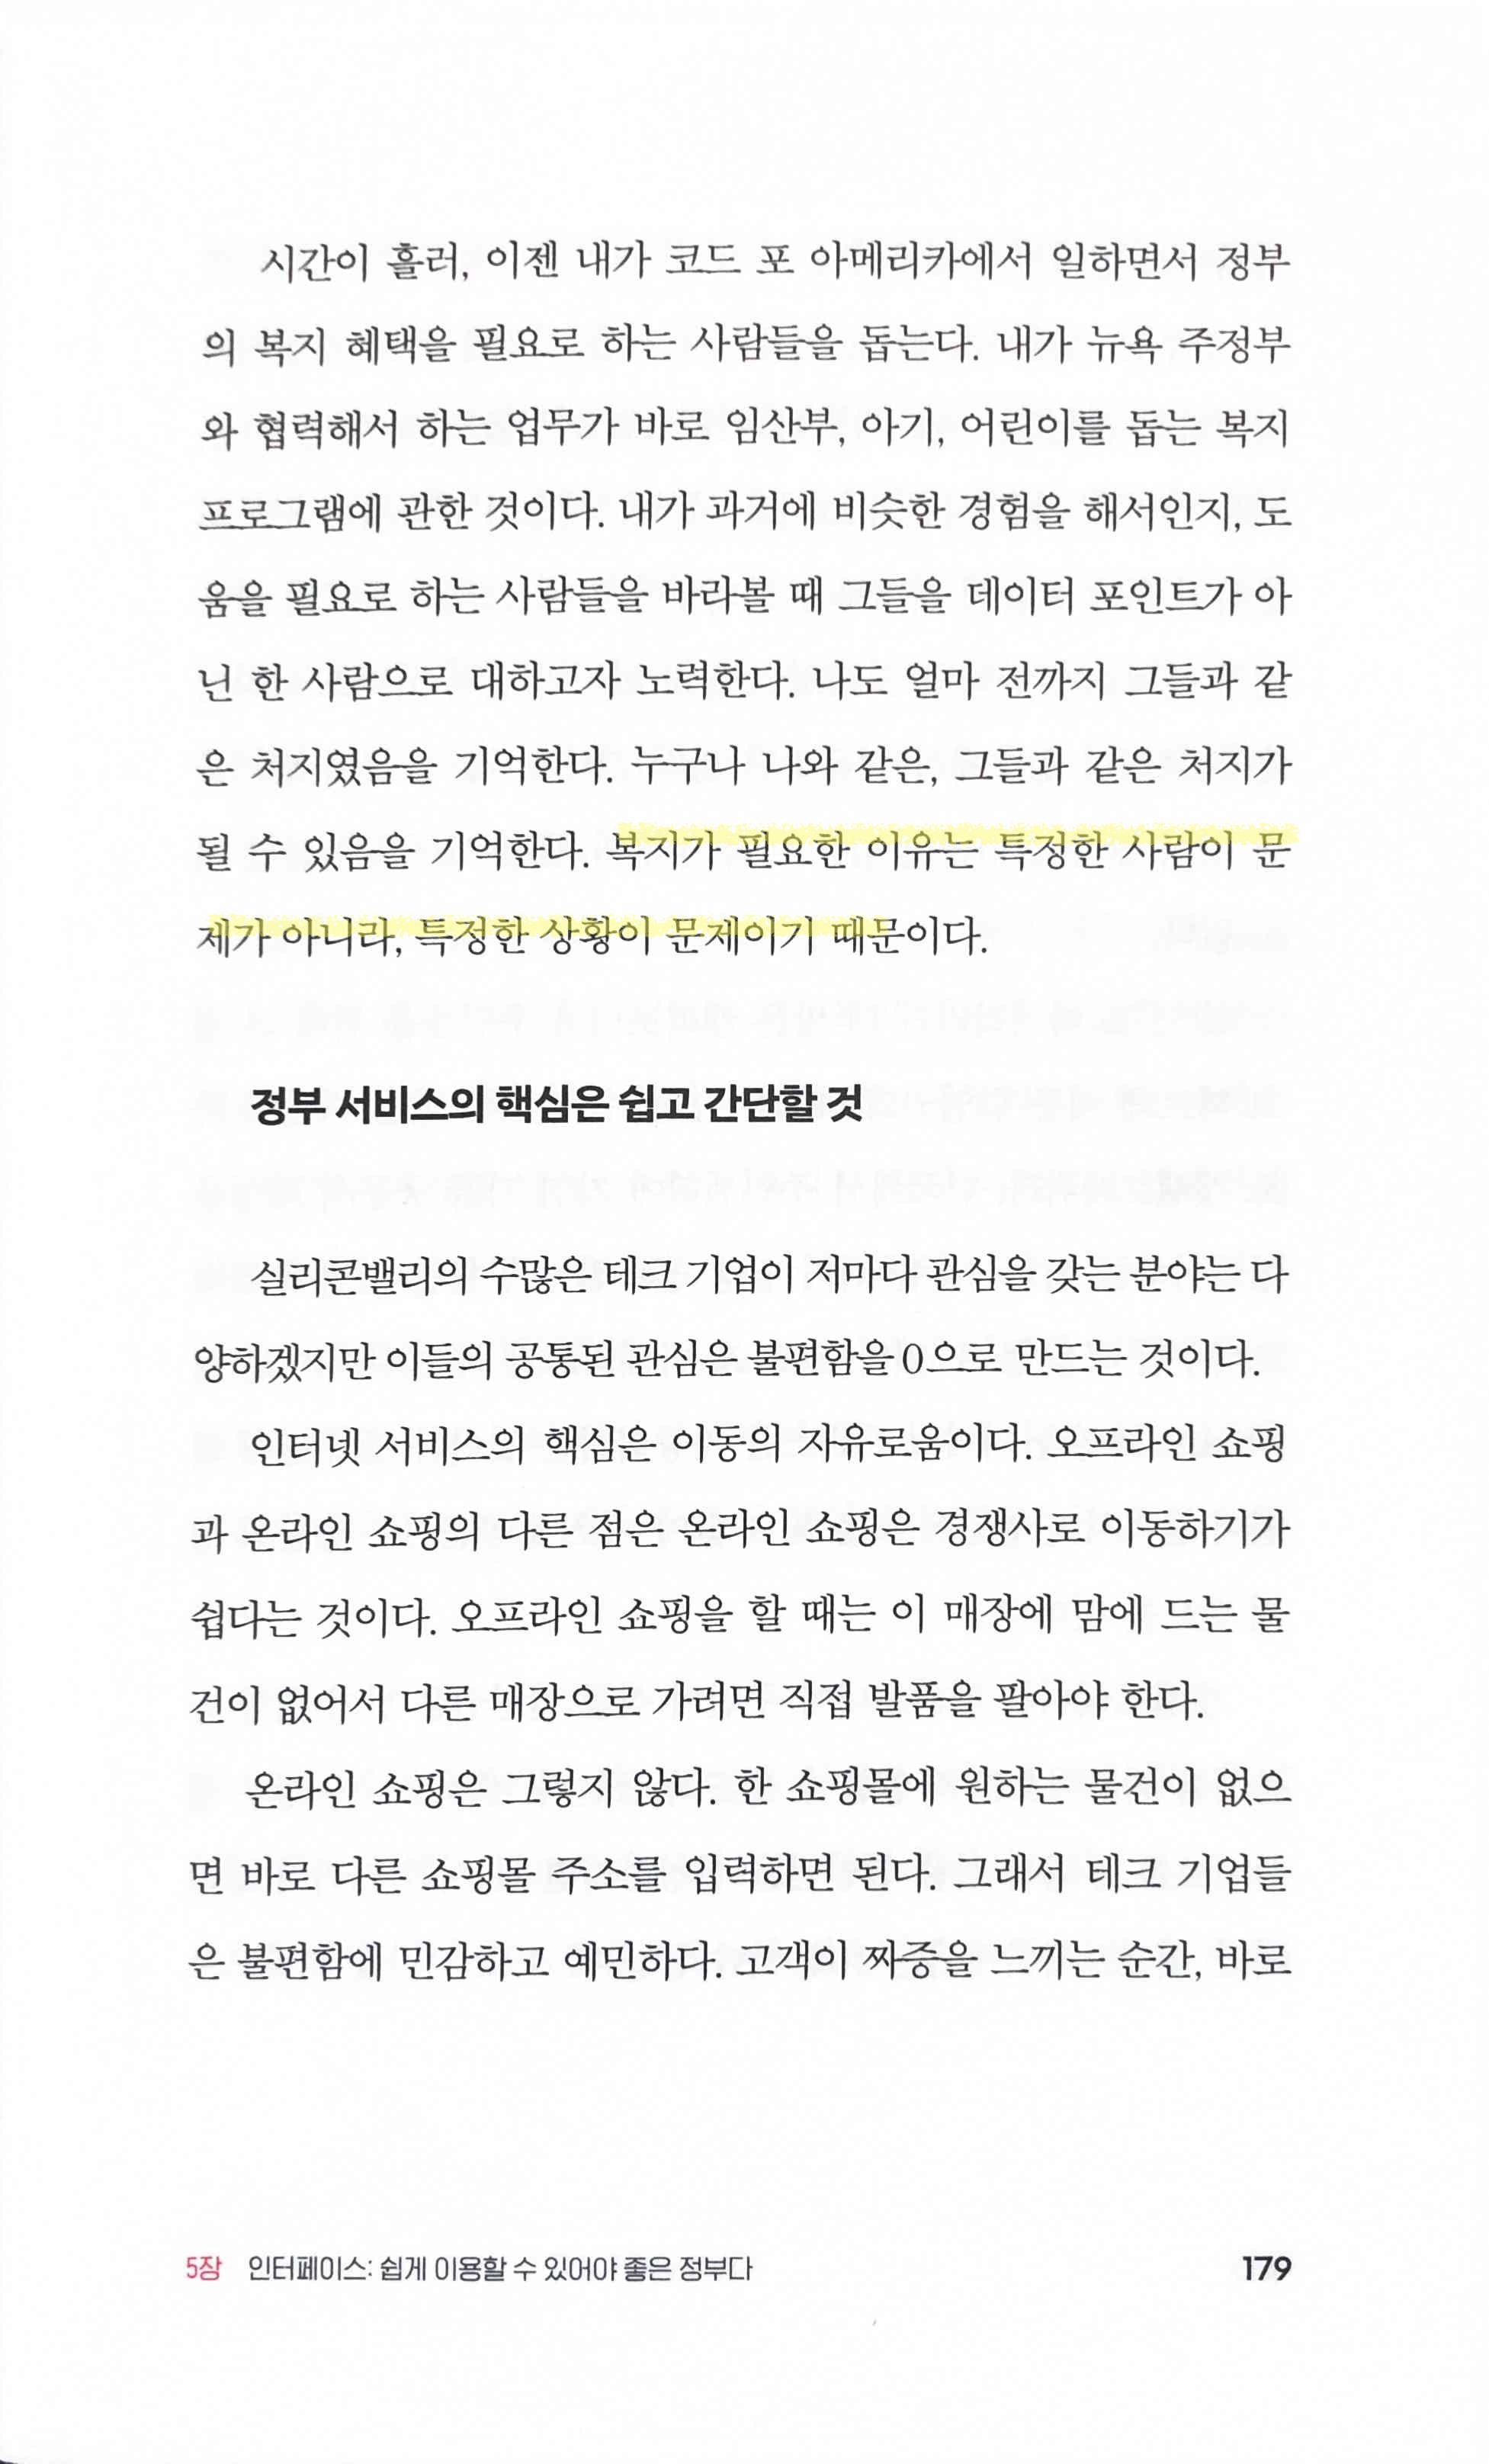 시간이 흘러, 이젠 내가 코드 포 아메리카에서 일하면서 정부
의 복지 혜택을 필요로 하는 사람들을 돕는다. 내가 뉴욕 주정부
와 협력해서 하는 업무가 바로 임산부, 아기, 어린이를 돕는 복지
프로그램에 관한 것이다. 내가 과거에 비슷한 경험을 해서인지, 도
움을 필요로 하는 사람들을 바라볼 때 그들을 데이터 포인트가 아
닌 한 사람으로 대하고자 노력한다. 나도 얼마 전까지 그들과 같
은 처지였음을 기억한다. 누구나 나와 같은, 그들과 같은 처지가
될 수 있음을 기억한다. 복지가 필요한 이유는 특정한 사람이 문
제가 아니라, 특정한 상황이 문제이기 때문이다.
정부 서비스의 핵심은 쉽고 간단할 것
실리콘밸리의 수많은 테크 기업이 저마다 관심을 갖는 분야는 다
양하겠지만 이들의 공통된 관심은 불편함을 0으로 만드는 것이다.
인터넷 서비스의 핵심은 이동의 자유로움이다. 오프라인 쇼핑
과 온라인 쇼핑의 다른 점은 온라인 쇼핑은 경쟁사로 이동하기가
쉽다는 것이다. 오프라인 쇼핑을 할 때는 이 매장에 맘에 드는 물
건이 없어서 다른 매장으로 가려면 직접 발품을 팔아야 한다.
온라인 쇼핑은 그렇지 않다. 한 쇼핑몰에 원하는 물건이 없으
면 바로 다른 쇼핑몰 주소를 입력하면 된다. 그래서 테크 기업들
은 불편함에 민감하고 예민하다. 고객이 짜증을 느끼는 순간, 바로
5장 인터페이스: 쉽게 이용할 수 있어야 좋은 정부다 179